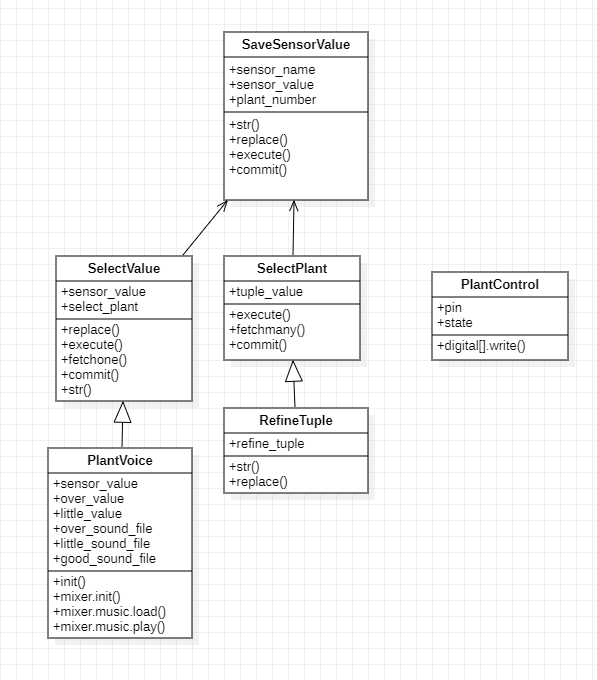 SaveSensorValue
+sensor_name
+sensor_value
+plant_number
+str()
+replace()
+execute()
+commit()
SelectValue
+sensor_value
+select_plant
+replace()
+execute()
+fetchone()
+commit()
+str()
SelectPlant
+tuple_value
+execute()
+fetchmany()
+commit()
PlantControl
+pin
+state
+digital[].write()
PlantVoice
+sensor_value
+over_value
+little_value
+over_sound_file
+little_sound_file
+good_sound_file
+init()
+mixer.init()
+mixer.music.load()
+mixer.music.play()
RefineTuple
+refine_tuple
+str()
+replace()